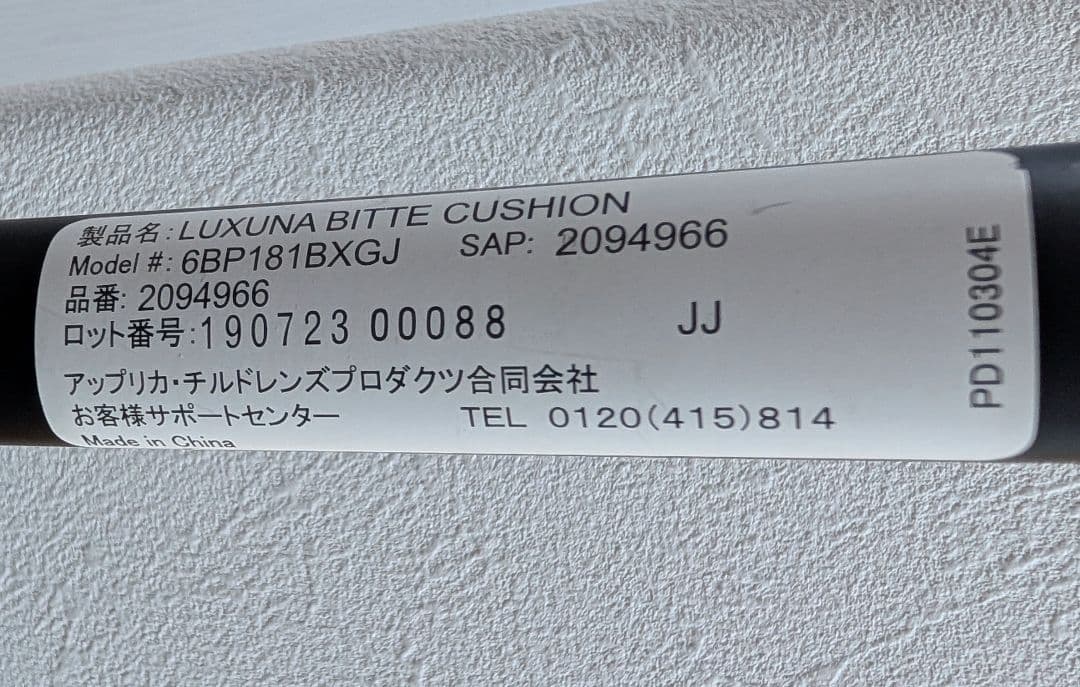 製品名:LUXUNA BITTE CUSHION
Model #: 6BP181BXGJ SAP: 2094966
品番: 2094966
ロット番号:190723 00088 JJ
アップリカ・チルドレンズプロダクツ合同会社
お客様サポートセンター TEL 0120(415)814
Made in China
PD110304E